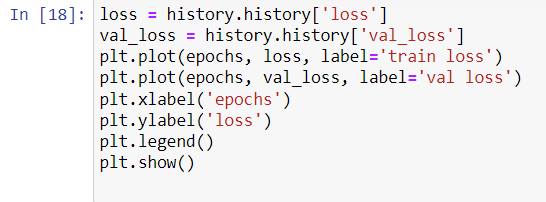 In [18]: loss = history.history['loss']
val_loss = history.history['val_loss']
plt.plot(epochs, loss, label='train loss')
plt.plot(epochs, val_loss, label='val loss')
plt.xlabel('epochs')
plt.ylabel('loss')
plt.legend()
plt.show()